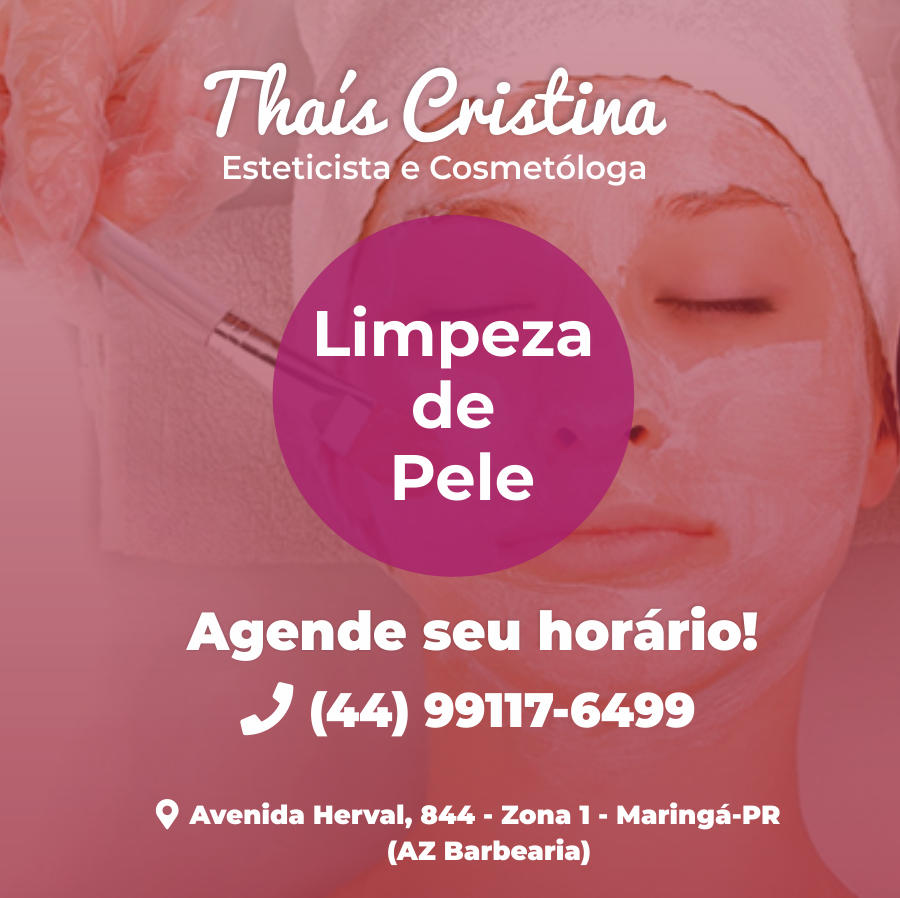 Thaís Cristina
Esteticista e Cosmetóloga
Limpeza
de
Pele
Agende seu horário!
(44) 99117-6499
Avenida Herval, 844 - Zona 1 - Maringá-PR
(AZ Barbearia)